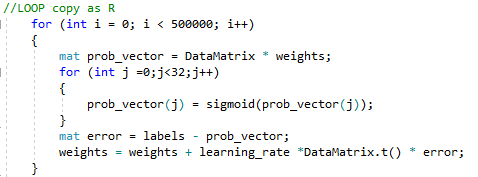 //LOOP copy as R
for (int i = 0; i < 500000; i++)
{
mat prob_vector = DataMatrix * weights;
for (int j =0;j<32;j++)
{
prob_vector(j) = sigmoid(prob_vector(j));
}
mat error = labels - prob_vector;
weights = weights + learning_rate *DataMatrix.t() * error;
}